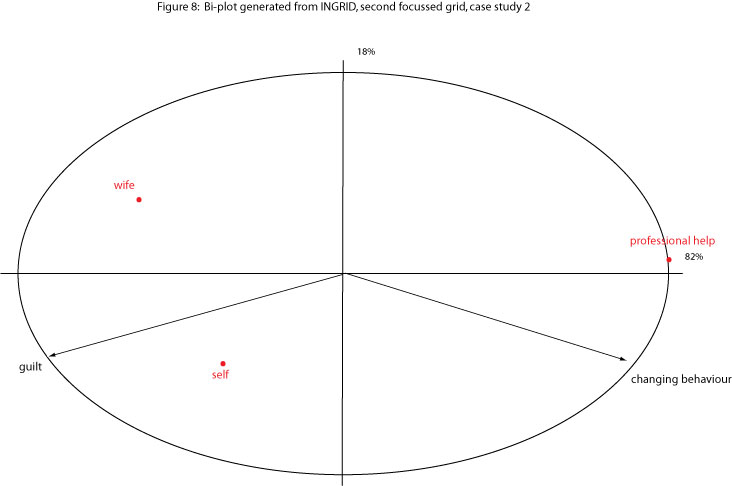 Figure 8: Bi-plot generated from INGRID, second focussed grid, case study 2
18%
wife
professional help
82%
guilt
self
changing behaviour